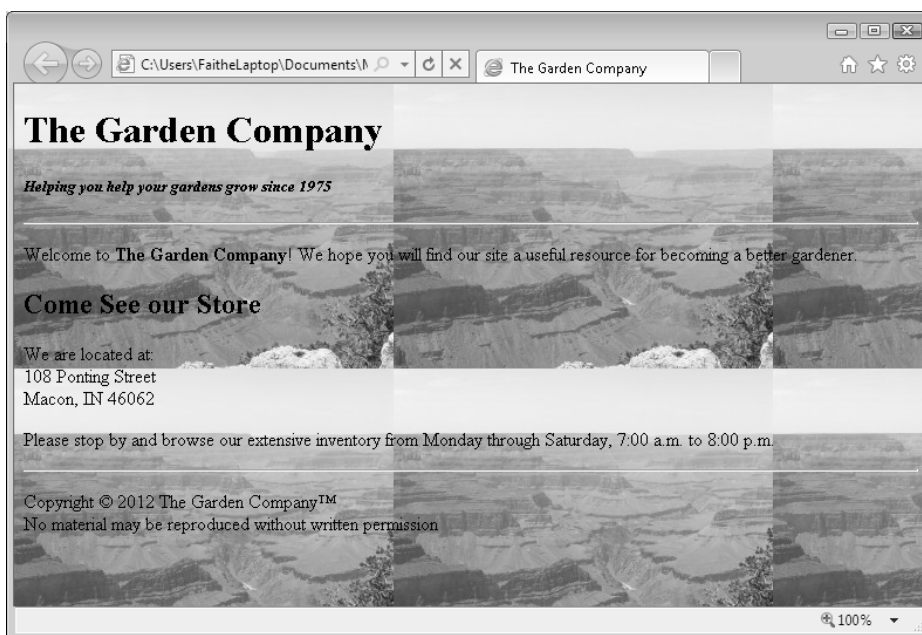 C:\Users\FaitheLaptop\Documents\
The Garden Company
The Garden Company
Helping you help your gardens grow since 1975
Welcome to The Garden Company! We hope you will find our site a useful resource for becoming a better gardener.
Come See our Store
We are located at:
108 Ponting Street
Macon, IN 46062
Please stop by and browse our extensive inventory from Monday through Saturday, 7:00 a.m. to 8:00 p.m.
Copyright © 2012 The Garden Company™
No material may be reproduced without written permission
100%